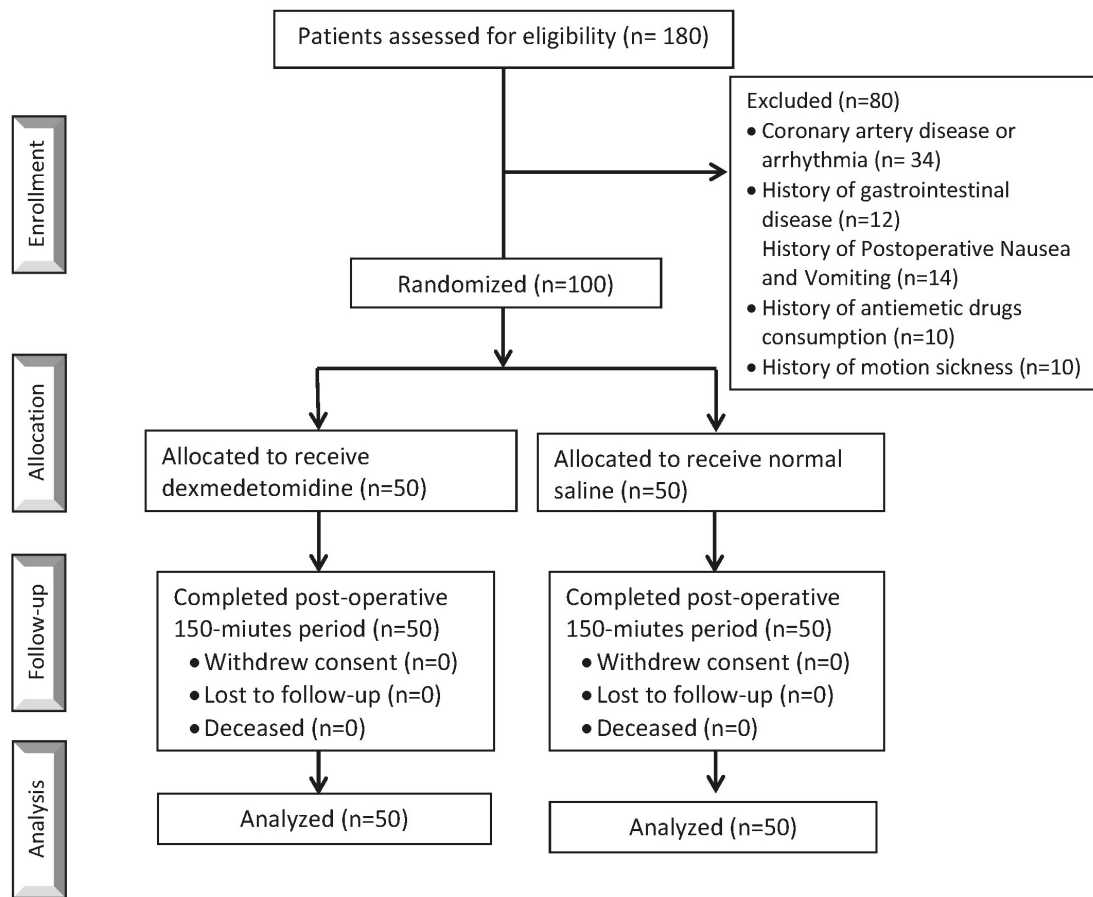 Patients assessed for eligibility (n= 180)
Enrollment
Excluded (n=80)
• Coronary artery disease or
arrhythmia (n= 34)
• History of gastrointestinal
disease (n=12)
History of Postoperative Nausea
and Vomiting (n=14)
• History of antiemetic drugs
consumption (n=10)
• History of motion sickness (n=10)
Randomized (n=100)
Allocation
Allocated to receive
dexmedetomidine (n=50)
Allocated to receive normal
saline (n=50)
Follow-up
Completed post-operative
150-miutes period (n=50)
• Withdrew consent (n=0)
• Lost to follow-up (n=0)
• Deceased (n=0)
Completed post-operative
150-miutes period (n=50)
• Withdrew consent (n=0)
• Lost to follow-up (n=0)
• Deceased (n=0)
Analysis
Analyzed (n=50)
Analyzed (n=50)